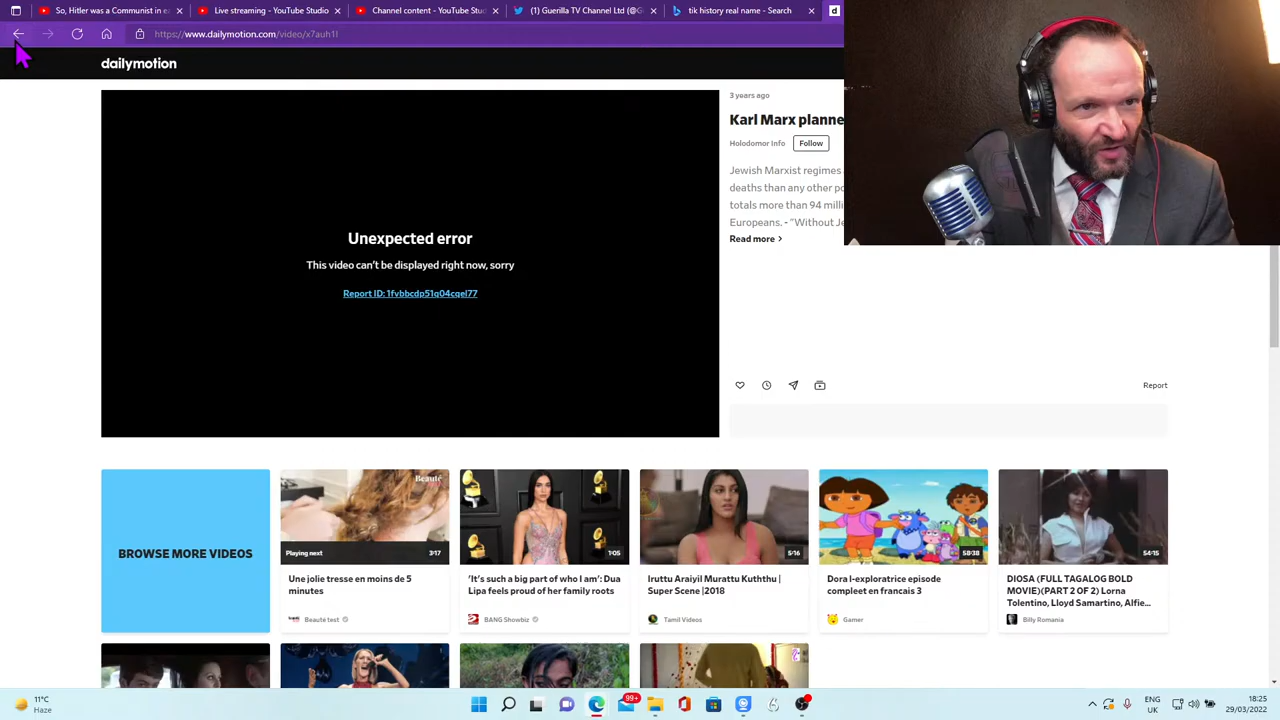 So, Hitler was a Communist in e
Live streaming - YouTube Studio
Channel content - YouTube Stud
(1) Guerilla TV Channel Ltd (@G
tik history real name - Search
d
https://www.dailymotion.com/video/x7auh1l
dailymotion
3 years ago
Karl Marx planne
Holodomor Info
Follow
Jewish Marxist regimes
deaths than any other po
totals more than 94 milli
Europeans. - “Without Je
Read more >
Unexpected error
This video can't be displayed right now, sorry
Report ID: 1fvbbcdp51q04cqel77
Report
BROWSE MORE VIDEOS
Beauté
Playing next
3:17
Une jolie tresse en moins de 5
minutes
Beauté test
1:05
'It's such a big part of who I am': Dua
Lipa feels proud of her family roots
BANG Showbiz
5:16
Iruttu Araiyil Murattu Kuththu |
Super Scene |2018
Tamil Videos
58:38
Dora l-exploratrice episode
compleet en francais 3
Gamer
54:15
DIOSA (FULL TAGALOG BOLD
MOVIE)(PART 2 OF 2) Lorna
Tolentino, Lloyd Samartino, Alfie...
Billy Romania
11°C
Haze
99+
ENG
UK
18:25
29/03/2022